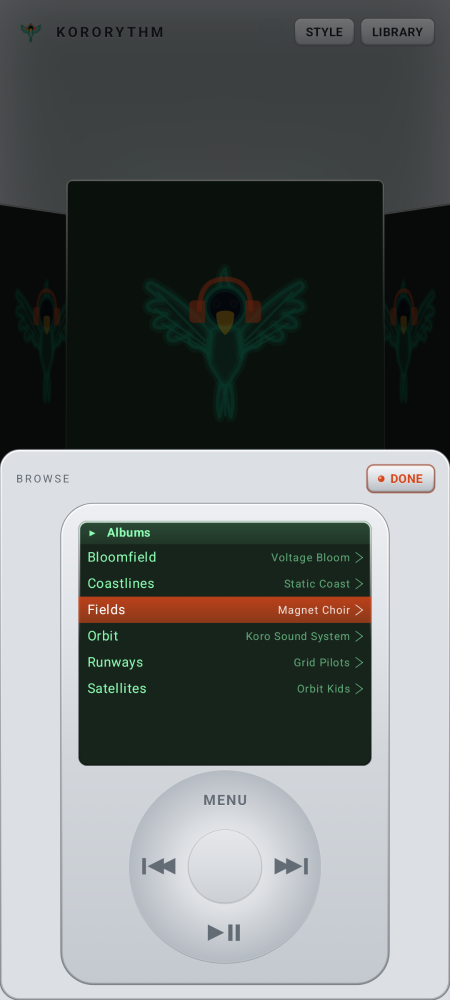 KORORYTHM
STYLE
LIBRARY
BROWSE
DONE
Albums
Bloomfield Voltage Bloom
Coastlines Static Coast
Fields Magnet Choir
Orbit Koro Sound System
Runways Grid Pilots
Satellites Orbit Kids
MENU